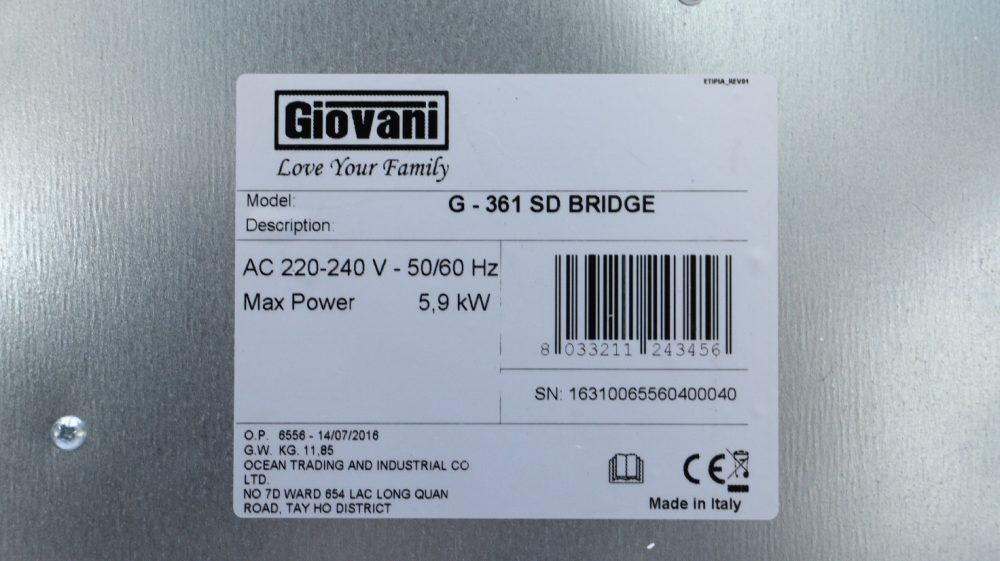 ETIPIA_REV01
Giovani
Love Your Family
Model: G - 361 SD BRIDGE
Description:
AC 220-240 V - 50/60 Hz
Max Power 5,9 kW
8 033211 243456
SN: 16310065560400040
O.P. 6556 - 14/07/2016
G.W. KG. 11,85
OCEAN TRADING AND INDUSTRIAL CO
LTD.
NO 7D WARD 654 LAC LONG QUAN
ROAD, TAY HO DISTRICT
CE
Made in Italy